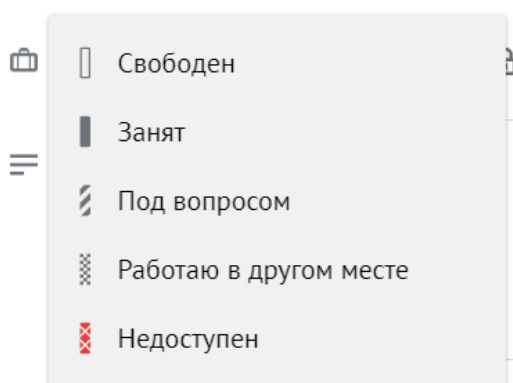 Свободен
Занят
Под вопросом
Работаю в другом месте
Недоступен